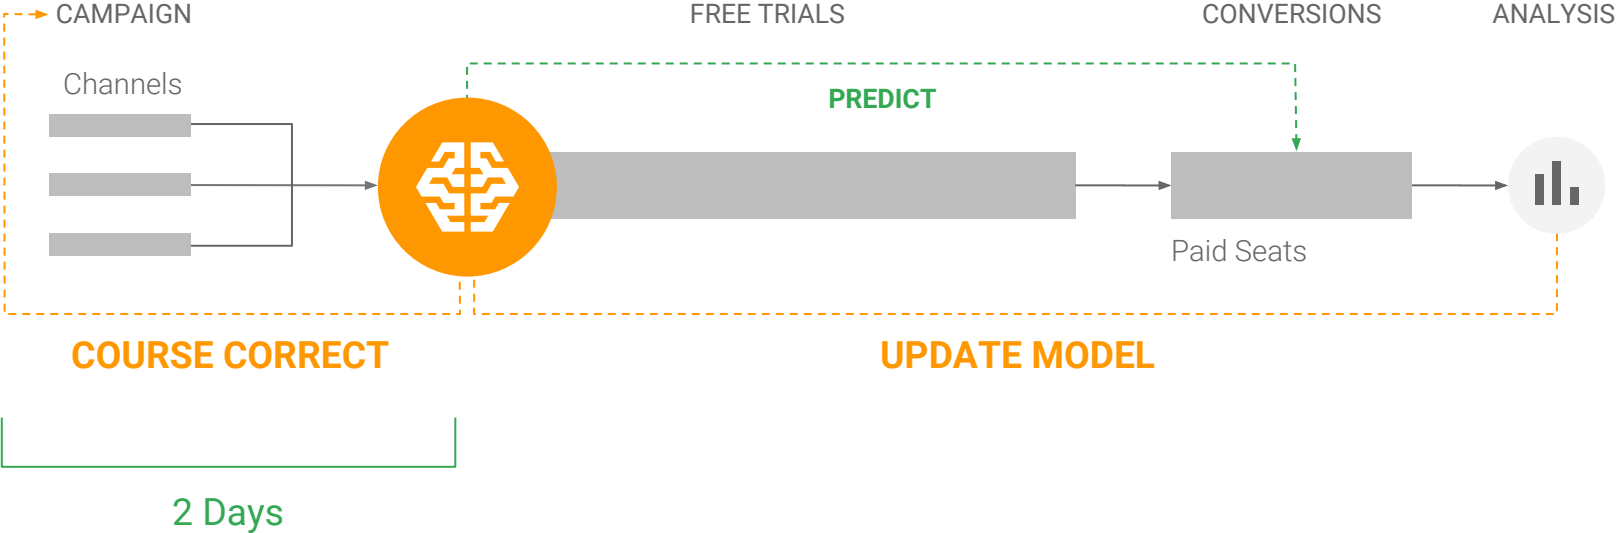 CAMPAIGN
FREE TRIALS
CONVERSIONS
ANALYSIS
Channels
PREDICT
Paid Seats
COURSE CORRECT
UPDATE MODEL
2 Days